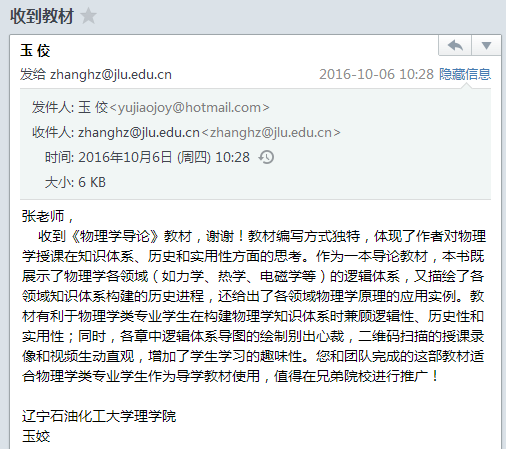 收到教材
玉 佼
发给 zhanghz@jlu.edu.cn 2016-10-06 10:28 隐藏信息
发件人: 玉 佼<yujiaojoy@hotmail.com>
收件人: zhanghz@jlu.edu.cn<zhanghz@jlu.edu.cn>
时间: 2016年10月6日 (周四) 10:28
大小: 6 KB
张老师，
收到《物理学导论》教材，谢谢！教材编写方式独特，体现了作者对物理
学授课在知识体系、历史和实用性方面的思考。作为一本导论教材，本书既
展示了物理学各领域（如力学、热学、电磁学等）的逻辑体系，又描绘了各
领域知识体系构建的历史进程，还给出了各领域物理学原理的应用实例。教
材有利于物理学类专业学生在构建物理学知识体系时兼顾逻辑性、历史性和
实用性；同时，各章中逻辑体系导图的绘制别出心裁，二维码扫描的授课录
像和视频生动直观，增加了学生学习的趣味性。您和团队完成的这部教材适
合物理学类专业学生作为导学教材使用，值得在兄弟院校进行推广！
辽宁石油化工大学理学院
玉姣